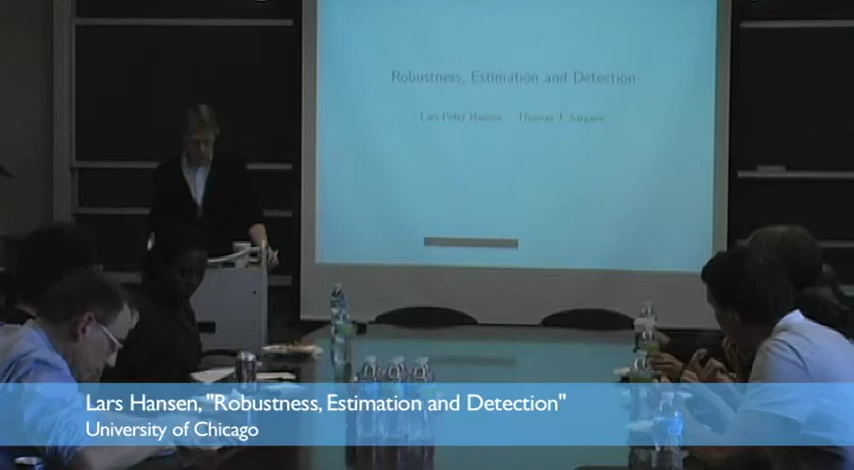 Robustness, Estimation and Detection
Lars Peter Hansen Thomas J. Sargent
Lars Hansen, "Robustness, Estimation and Detection"
University of Chicago